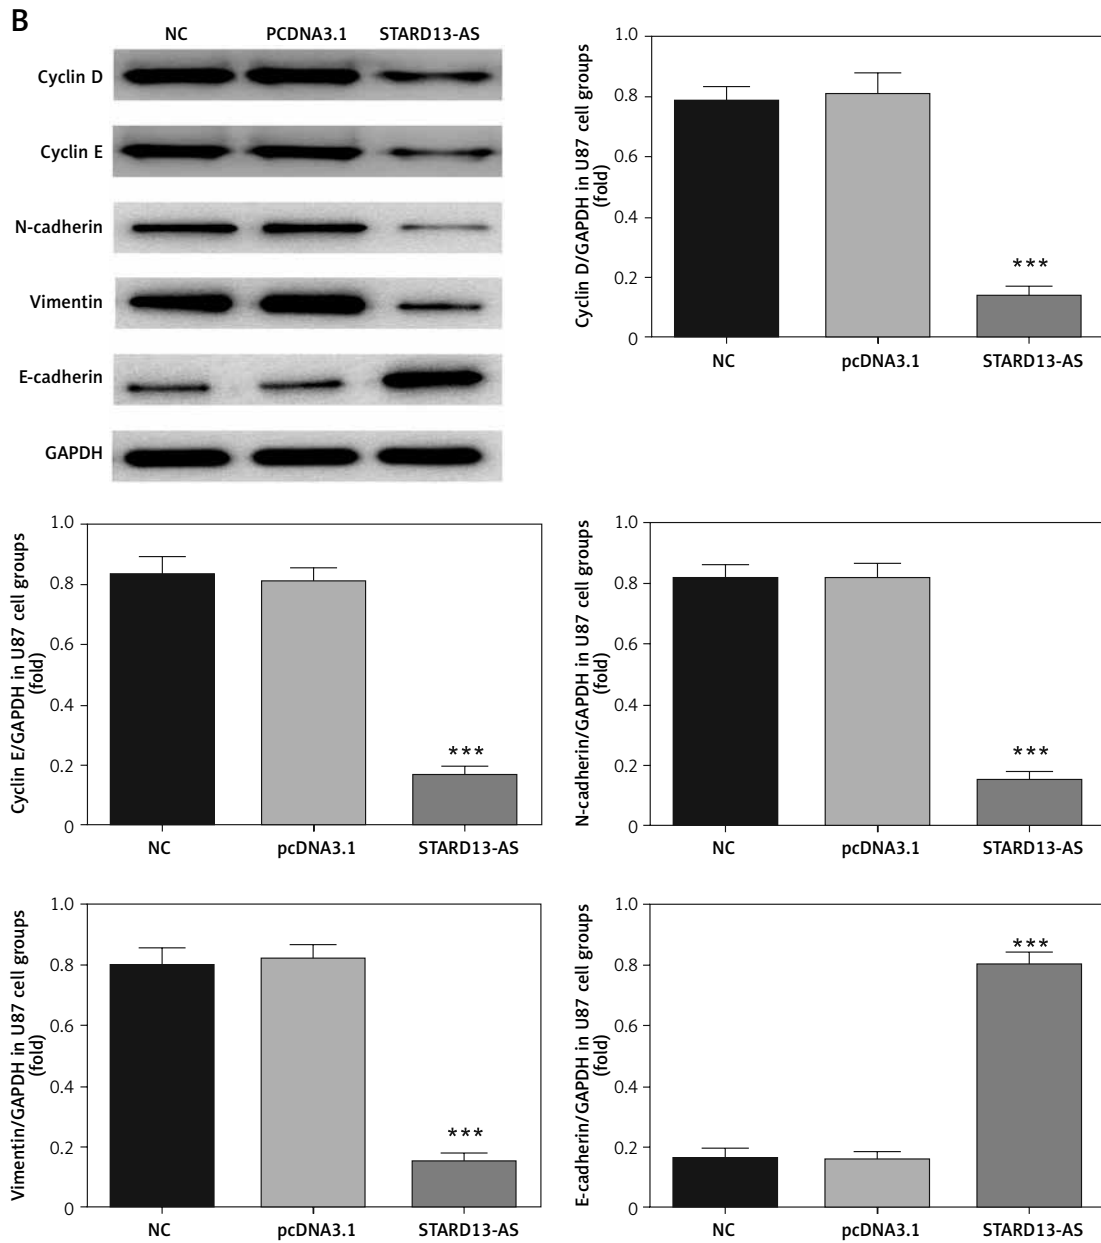 B
NC PCDNA3.1 STARD13-AS
Cyclin D
Cyclin E
N-cadherin
Vimentin
E-cadherin
GAPDH
Cyclin D/GAPDH in U87 cell groups
(fold)
1.0
0.8
0.6
0.4
0.2
0
***
NC pcDNA3.1 STARD13-AS
Cyclin E/GAPDH in U87 cell groups
(fold)
1.0
0.8
0.6
0.4
0.2
0
***
NC pcDNA3.1 STARD13-AS
N-cadherin/GAPDH in U87 cell groups
(fold)
1.0
0.8
0.6
0.4
0.2
0
***
NC pcDNA3.1 STARD13-AS
Vimentin/GAPDH in U87 cell groups
(fold)
1.0
0.8
0.6
0.4
0.2
0
***
NC pcDNA3.1 STARD13-AS
E-cadherin/GAPDH in U87 cell groups
(fold)
1.0
0.8
0.6
0.4
0.2
0
***
NC pcDNA3.1 STARD13-AS